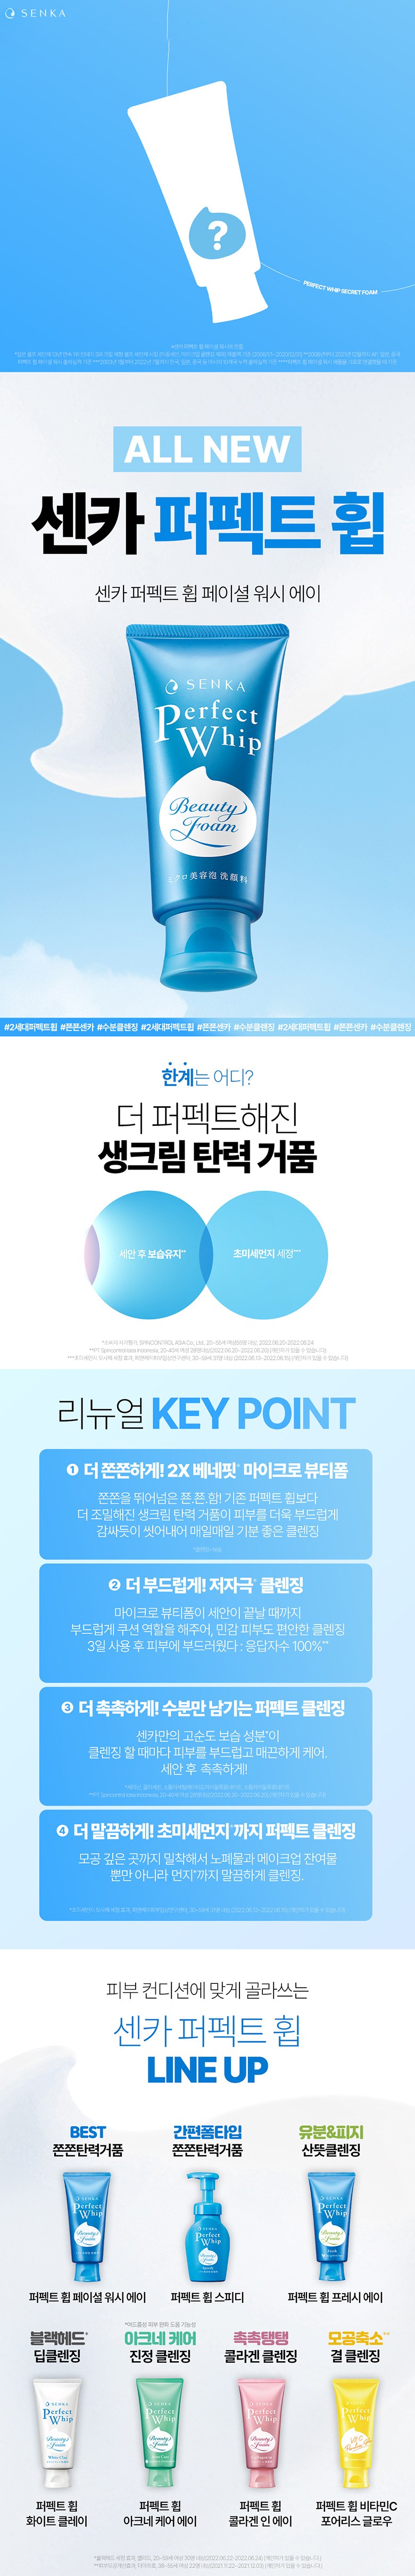 SENKA
?
PERFECT WHIP SECRET FOAM
ALL NEW
센카 퍼펙트 휩
센카 퍼펙트 휩 페이셜 워시 에이
SENKA
Perfect
Whip
Beauty
Foam
ミクロ美容泡 洗顔料
#2세대퍼펙트휩 #쫀쫀센카 #수분클렌징 #2세대퍼펙트휩 #쫀쫀센카 #수분클렌징 #2세대퍼펙트휩 #쫀쫀센카 #수분클렌징
한계는 어디?
더 퍼펙트해진
생크림 탄력 거품
세안 후 보습유지**
초미세먼지 세정***
리뉴얼 KEY POINT
❶ 더 쫀쫀하게! 2X 베네핏* 마이크로 뷰티폼
쫀쫀을 뛰어넘은 쫀.쫀.함! 기존 퍼펙트 휩보다
더 조밀해진 생크림 탄력 거품이 피부를 더욱 부드럽게
감싸듯이 씻어내어 매일매일 기분 좋은 클렌징
❷ 더 부드럽게! 저자극* 클렌징
마이크로 뷰티폼이 세안이 끝날 때까지
부드럽게 쿠션 역할을 해주어, 민감 피부도 편안한 클렌징
3일 사용 후 피부에 부드러웠다 : 응답자수 100%**
❸ 더 촉촉하게! 수분만 남기는 퍼펙트 클렌징
센카만의 고순도 보습 성분*이
클렌징 할 때마다 피부를 부드럽고 매끈하게 케어.
세안 후 촉촉하게!
❹ 더 말끔하게! 초미세먼지*까지 퍼펙트 클렌징
모공 깊은 곳까지 밀착해서 노폐물과 메이크업 잔여물
뿐만 아니라 먼지*까지 말끔하게 클렌징.
피부 컨디션에 맞게 골라쓰는
센카 퍼펙트 휩
LINE UP
BEST
쫀쫀탄력거품
간편폼타입
쫀쫀탄력거품
유분&피지
산뜻클렌징
퍼펙트 휩 페이셜 워시 에이
퍼펙트 휩 스피디
퍼펙트 휩 프레시 에이
블랙헤드*
딥클렌징
*여드름성 피부 완화 도움 기능성
아크네 케어
진정 클렌징
촉촉탱탱
콜라겐 클렌징
모공축소**
결 클렌징
퍼펙트 휩
화이트 클레이
퍼펙트 휩
아크네 케어 에이
퍼펙트 휩
콜라겐 인 에이
퍼펙트 휩 비타민C
포어리스 글로우